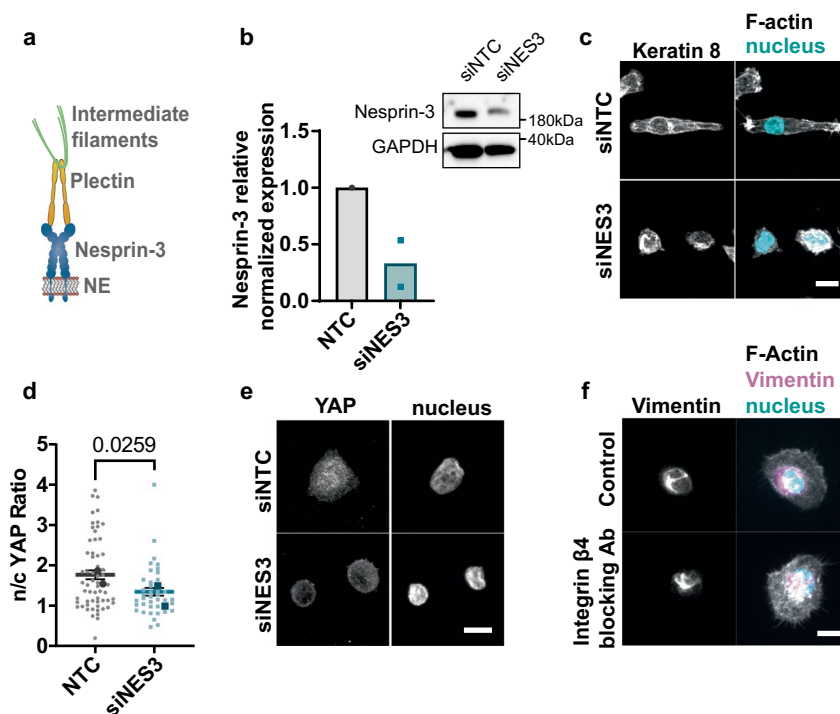 a
Intermediate
filaments
Plectin
Nesprin-3
NE
b
siNTC
siNES3
Nesprin-3
180kDa
GAPDH
40kDa
Nesprin-3 relative
normalized expression
1.5
1.0
0.5
0.0
NTC
siNES3
c
Keratin 8
F-actin
nucleus
siNTC
siNES3
d
0.0259
n/c YAP Ratio
5
4
3
2
1
0
NTC
siNES3
e
YAP
nucleus
siNTC
siNES3
f
Vimentin
F-Actin
Vimentin
nucleus
Control
Integrin β4
blocking Ab